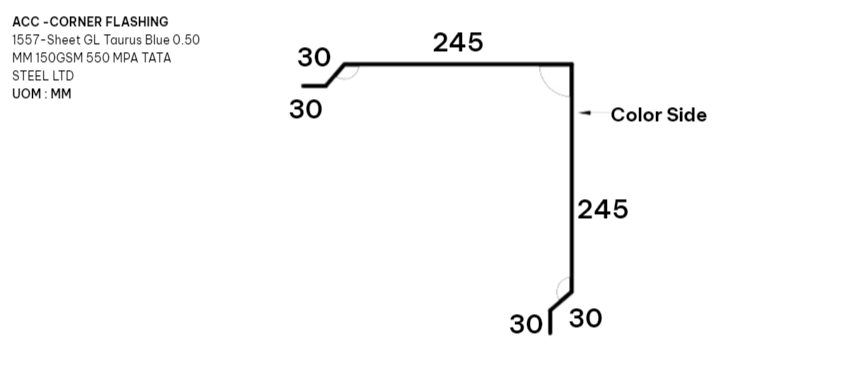 ACC -CORNER FLASHING
1557-Sheet GL Taurus Blue 0.50
MM 150GSM 550 MPA TATA
STEEL LTD
UOM : MM
245
30
30
Color Side
245
30
30